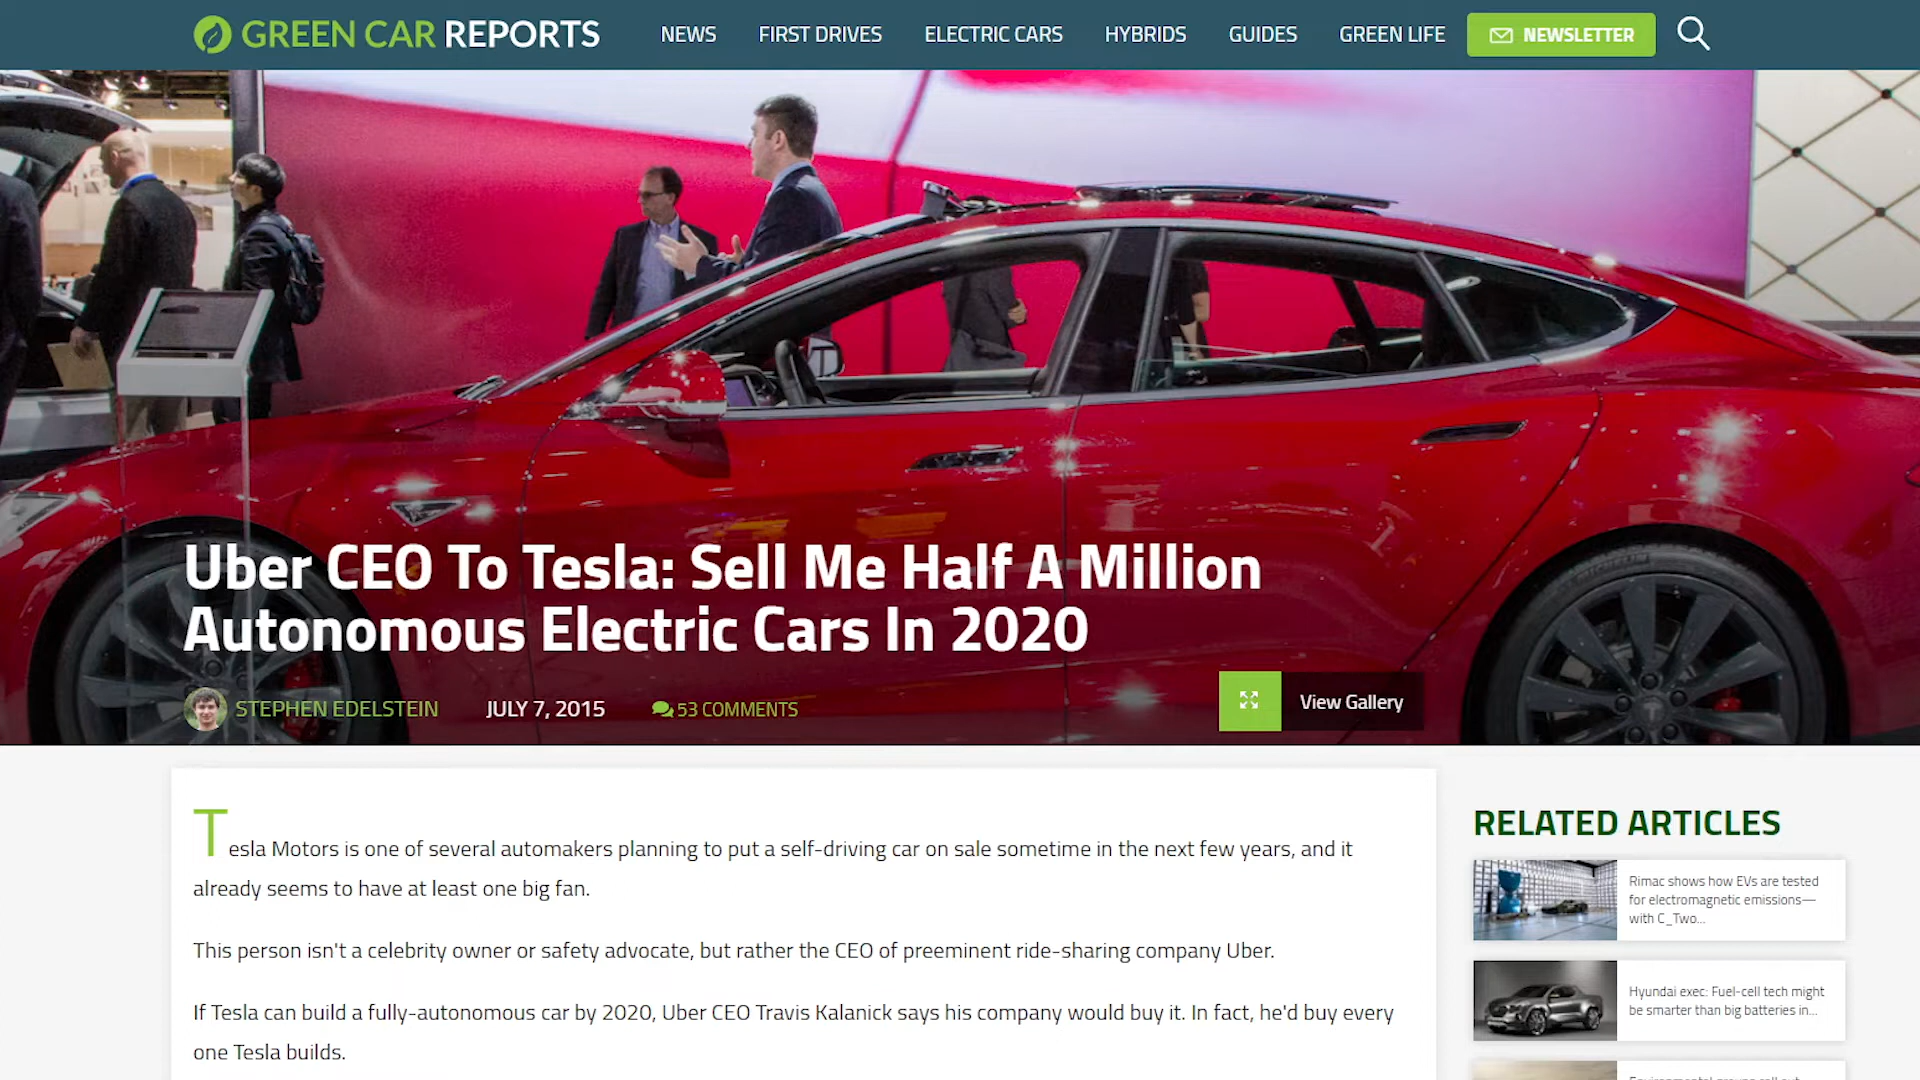 GREEN CAR REPORTS
NEWS
FIRST DRIVES
ELECTRIC CARS
HYBRIDS
GUIDES
GREEN LIFE
NEWSLETTER
Uber CEO To Tesla: Sell Me Half A Million
Autonomous Electric Cars In 2020
STEPHEN EDELSTEIN
JULY 7, 2015
53 COMMENTS
View Gallery
Tesla Motors is one of several automakers planning to put a self-driving car on sale sometime in the next few years, and it
already seems to have at least one big fan.
This person isn't a celebrity owner or safety advocate, but rather the CEO of preeminent ride-sharing company Uber.
If Tesla can build a fully-autonomous car by 2020, Uber CEO Travis Kalanick says his company would buy it. In fact, he'd buy every
one Tesla builds.
RELATED ARTICLES
Rimac shows how EVs are tested
for electromagnetic emissions—
with C_Two...
Hyundai exec: Fuel-cell tech might
be smarter than big batteries in...